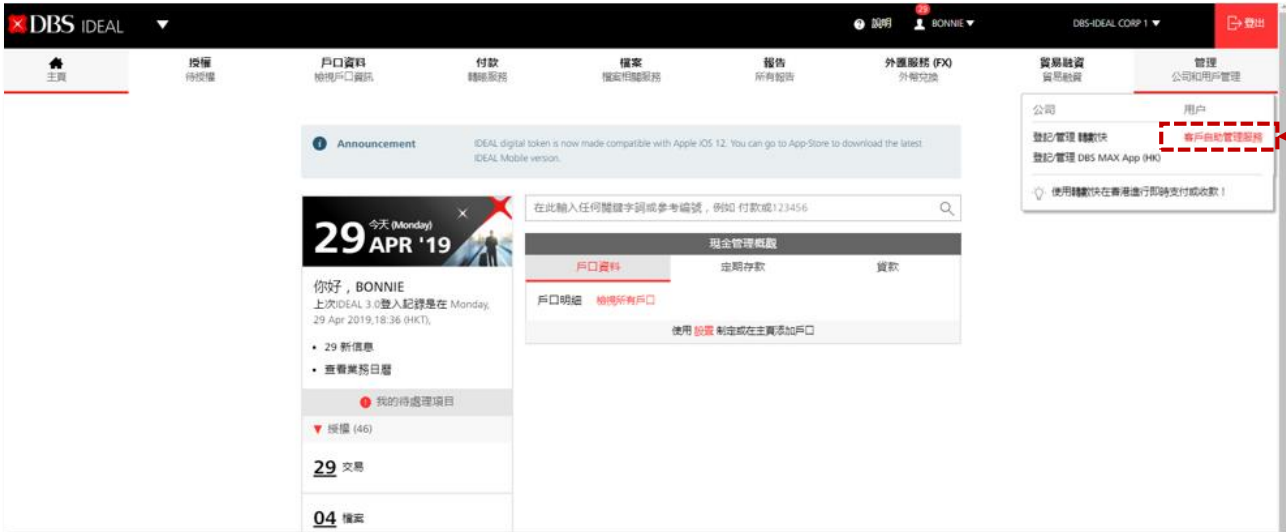 DBS IDEAL ▼
29
說明 BONNIE ▼ DBS-IDEAL CORP 1 ▼ 登出
主頁
授權
待授權
戶口資料
檢視戶口資訊
付款
轉賬服務
檔案
檔案相關服務
報告
所有報告
外匯服務 (FX)
外幣兌換
貿易融資
貿易融資
管理
公司和用戶管理
公司 用户
登記/管理 轉數快 客戶自助管理服務
登記/管理 DBS MAX App (HK)
使用轉數快在香港進行即時支付或收款！
Announcement
IDEAL digital token is now made compatible with Apple iOS 12. You can go to App-Store to download the latest
IDEAL Mobile version.
29 今天 (Monday)
APR '19
你好，BONNIE
上次IDEAL 3.0登入記錄是在 Monday,
29 Apr 2019,18:36 (HKT),
• 29 新信息
• 查看業務日曆
我的待處理項目
▼ 授權 (46)
29 交易
04 檔案
在此輸入任何關鍵字詞或參考編號，例如 付款或123456
現金管理概觀
戶口資料 定期存款 貸款
戶口明細 檢視所有戶口
使用 設置 制定或在主頁添加戶口